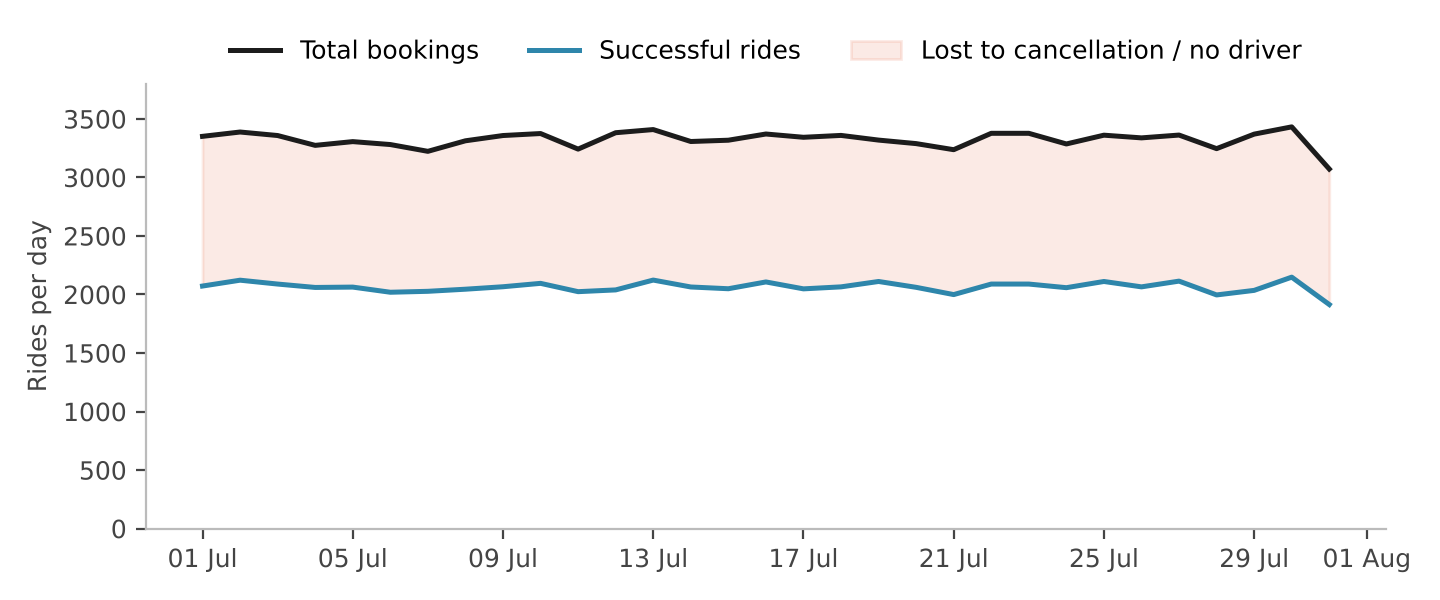 Total bookings Successful rides Lost to cancellation / no driver
Rides per day
3500
3000
2500
2000
1500
1000
500
0
01 Jul 05 Jul 09 Jul 13 Jul 17 Jul 21 Jul 25 Jul 29 Jul 01 Aug